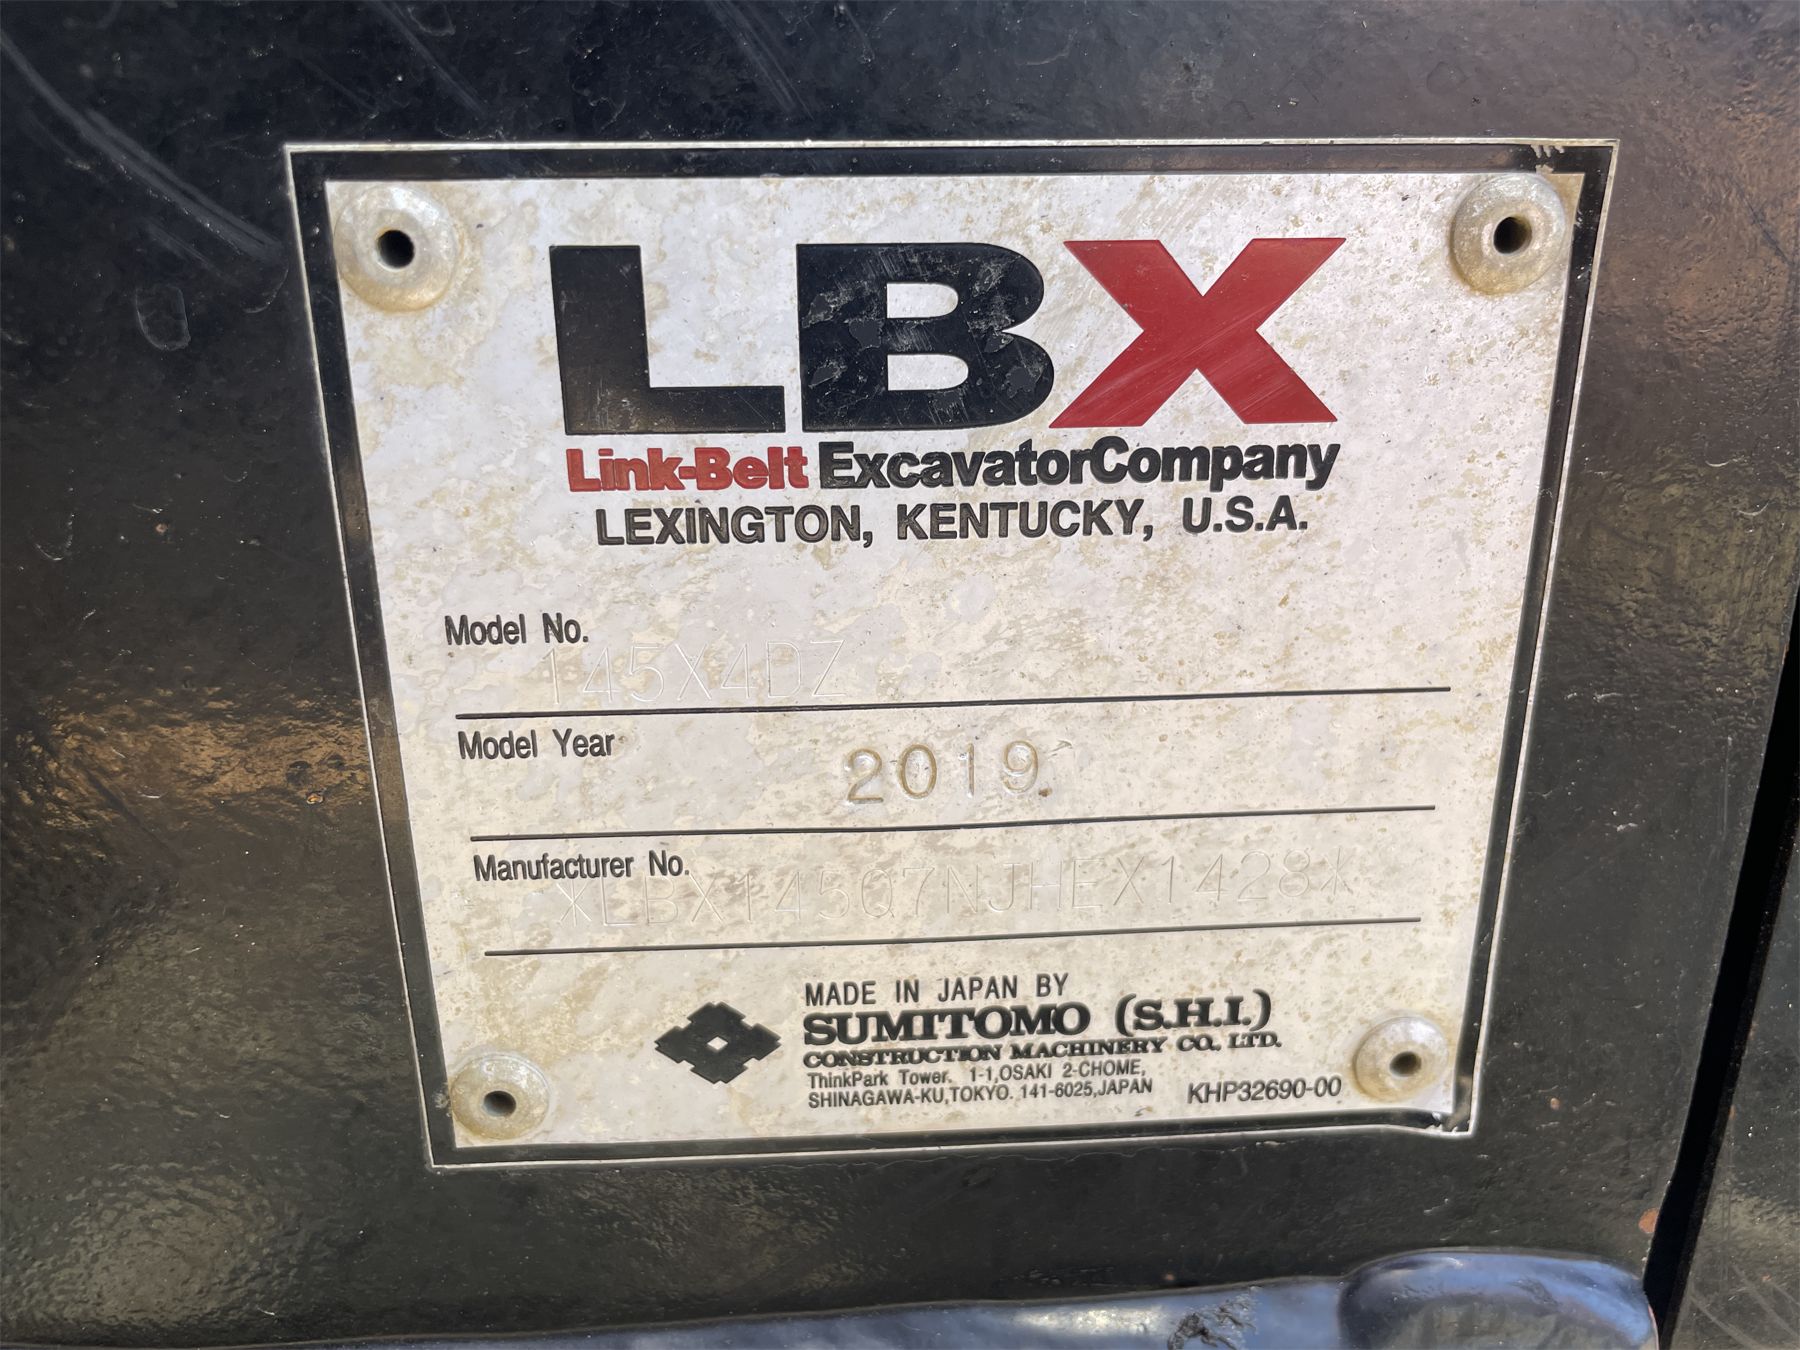 LBX
Link-Belt ExcavatorCompany
LEXINGTON, KENTUCKY, U.S.A.
Model No.
145X4DZ
Model Year
2019
Manufacturer No.
*LBX145Q7NJHEX1428*
MADE IN JAPAN BY
SUMITOMO (S.H.I.)
CONSTRUCTION MACHINERY CO., LTD.
ThinkPark Tower. 1-1,OSAKI 2-CHOME,
SHINAGAWA-KU,TOKYO. 141-6025,JAPAN
KHP32690-00